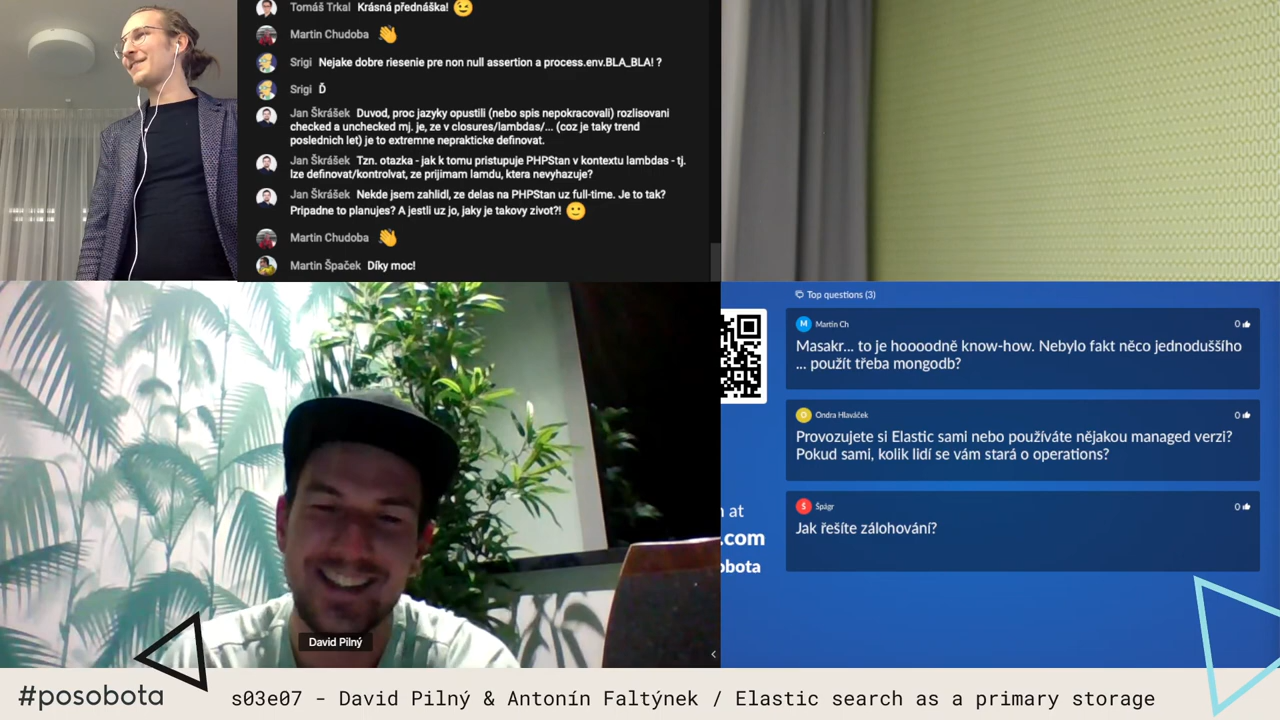 Tomáš Trkal Krásná přednáška! 😉
Martin Chudoba 👏
Srigi Nejake dobre riesenie pre non null assertion a process.env.BLA_BLA! ?
Srigi Ď
Jan Škrášek Duvod, proc jazyky opustili (nebo spis nepokracovali) rozlisovani
checked a unchecked mj. je, ze v closures/lambdas/... (coz je taky trend
poslednich let) je to extremne neprakticke definovat.
Jan Škrášek Tzn. otazka - jak k tomu pristupuje PHPStan v kontextu lambdas - tj.
lze definovat/kontrolvat, ze prijimam lamdu, ktera nevyhazuje?
Jan Škrášek Nekde jsem zahlidl, ze delas na PHPStan uz full-time. Je to tak?
Pripadne to planujes? A jestli uz jo, jaky je takovy zivot?! 🙂
Martin Chudoba 👏
Martin Špaček Díky moc!
David Pilný
Top questions (3)
M Martin Ch 0
Masakr... to je hoooodně know-how. Nebylo fakt něco jednoduššího
... použít třeba mongodb?
O Ondra Hlaváček 0
Provozujete si Elastic sami nebo používáte nějakou managed verzi?
Pokud sami, kolik lidí se vám stará o operations?
Š Špágr 0
Jak řešíte zálohování?
at
.com
obota
#posobota
s03e07 - David Pilný & Antonín Faltýnek / Elastic search as a primary storage